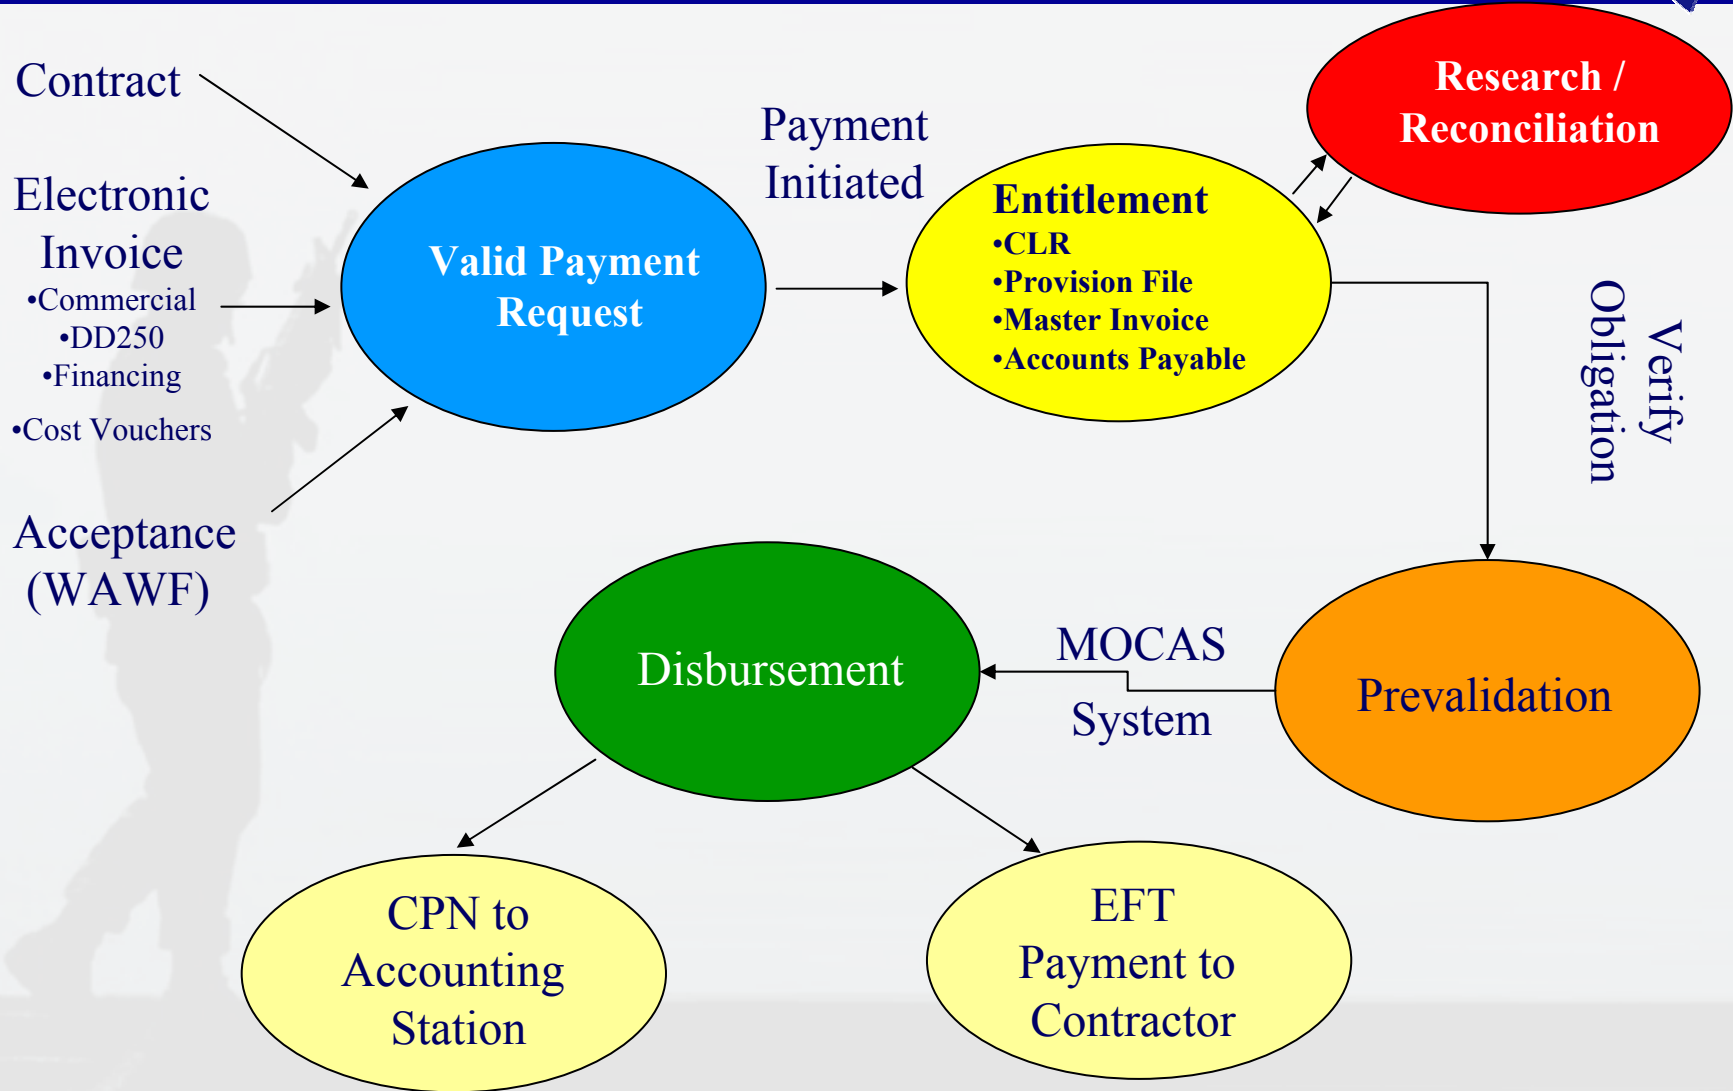 Contract
Electronic
Invoice
•Commercial
•DD250
•Financing
•Cost Vouchers
Acceptance
(WAWF)
Valid Payment
Request
Payment
Initiated
Entitlement
•CLR
•Provision File
•Master Invoice
•Accounts Payable
Research /
Reconciliation
Verify
Obligation
Prevalidation
MOCAS
System
Disbursement
CPN to
Accounting
Station
EFT
Payment to
Contractor